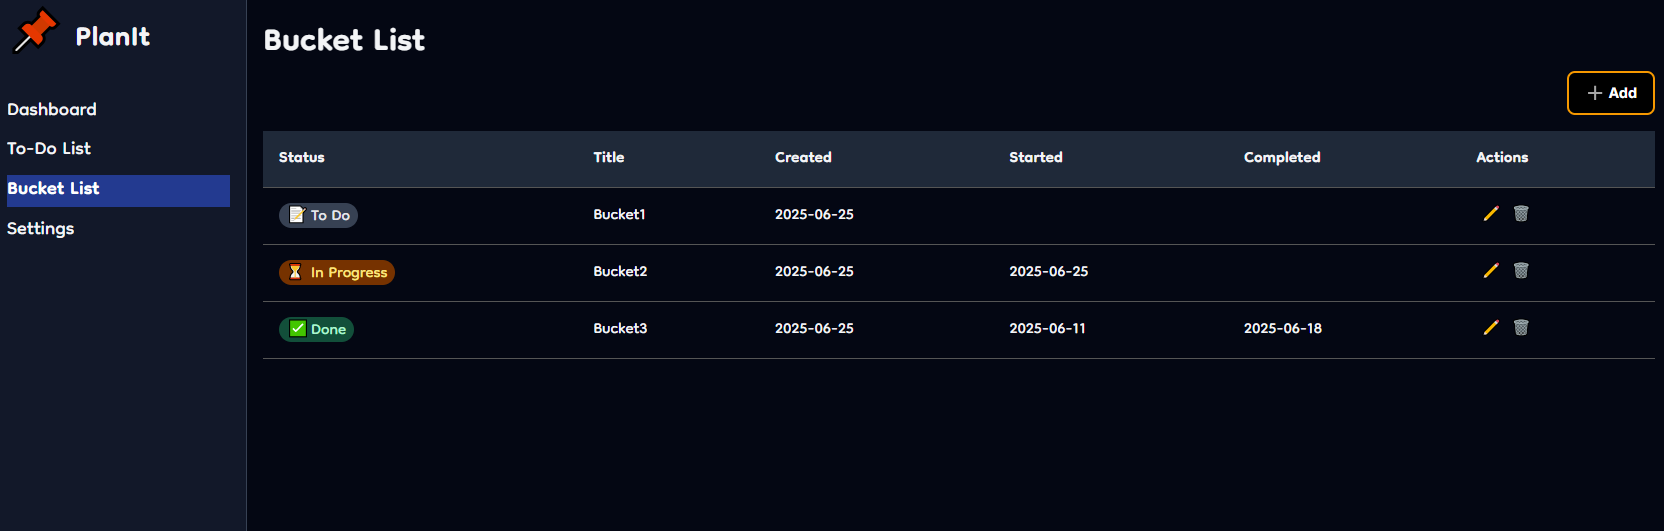 PlanIt
Dashboard
To-Do List
Bucket List
Settings
Bucket List
+ Add
Status Title Created Started Completed Actions
To Do Bucket1 2025-06-25
In Progress Bucket2 2025-06-25 2025-06-25
Done Bucket3 2025-06-25 2025-06-11 2025-06-18